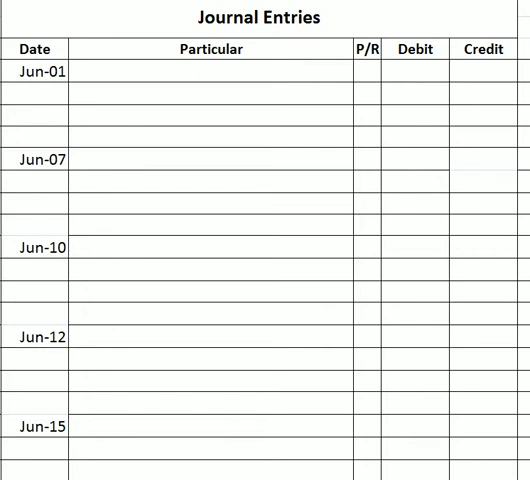 Journal Entries
Date Particular P/R Debit Credit
Jun-01
Jun-07
Jun-10
Jun-12
Jun-15